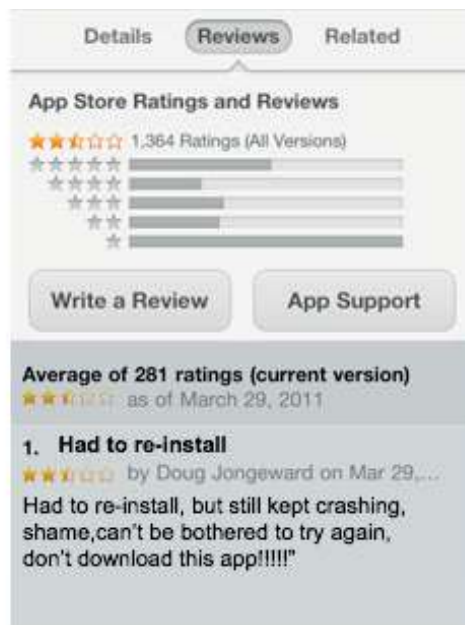 Details Reviews Related
App Store Ratings and Reviews
1,364 Ratings (All Versions)
Write a Review App Support
Average of 281 ratings (current version)
as of March 29, 2011
1. Had to re-install
by Doug Jongeward on Mar 29,...
Had to re-install, but still kept crashing,
shame,can't be bothered to try again,
don't download this app!!!!!"